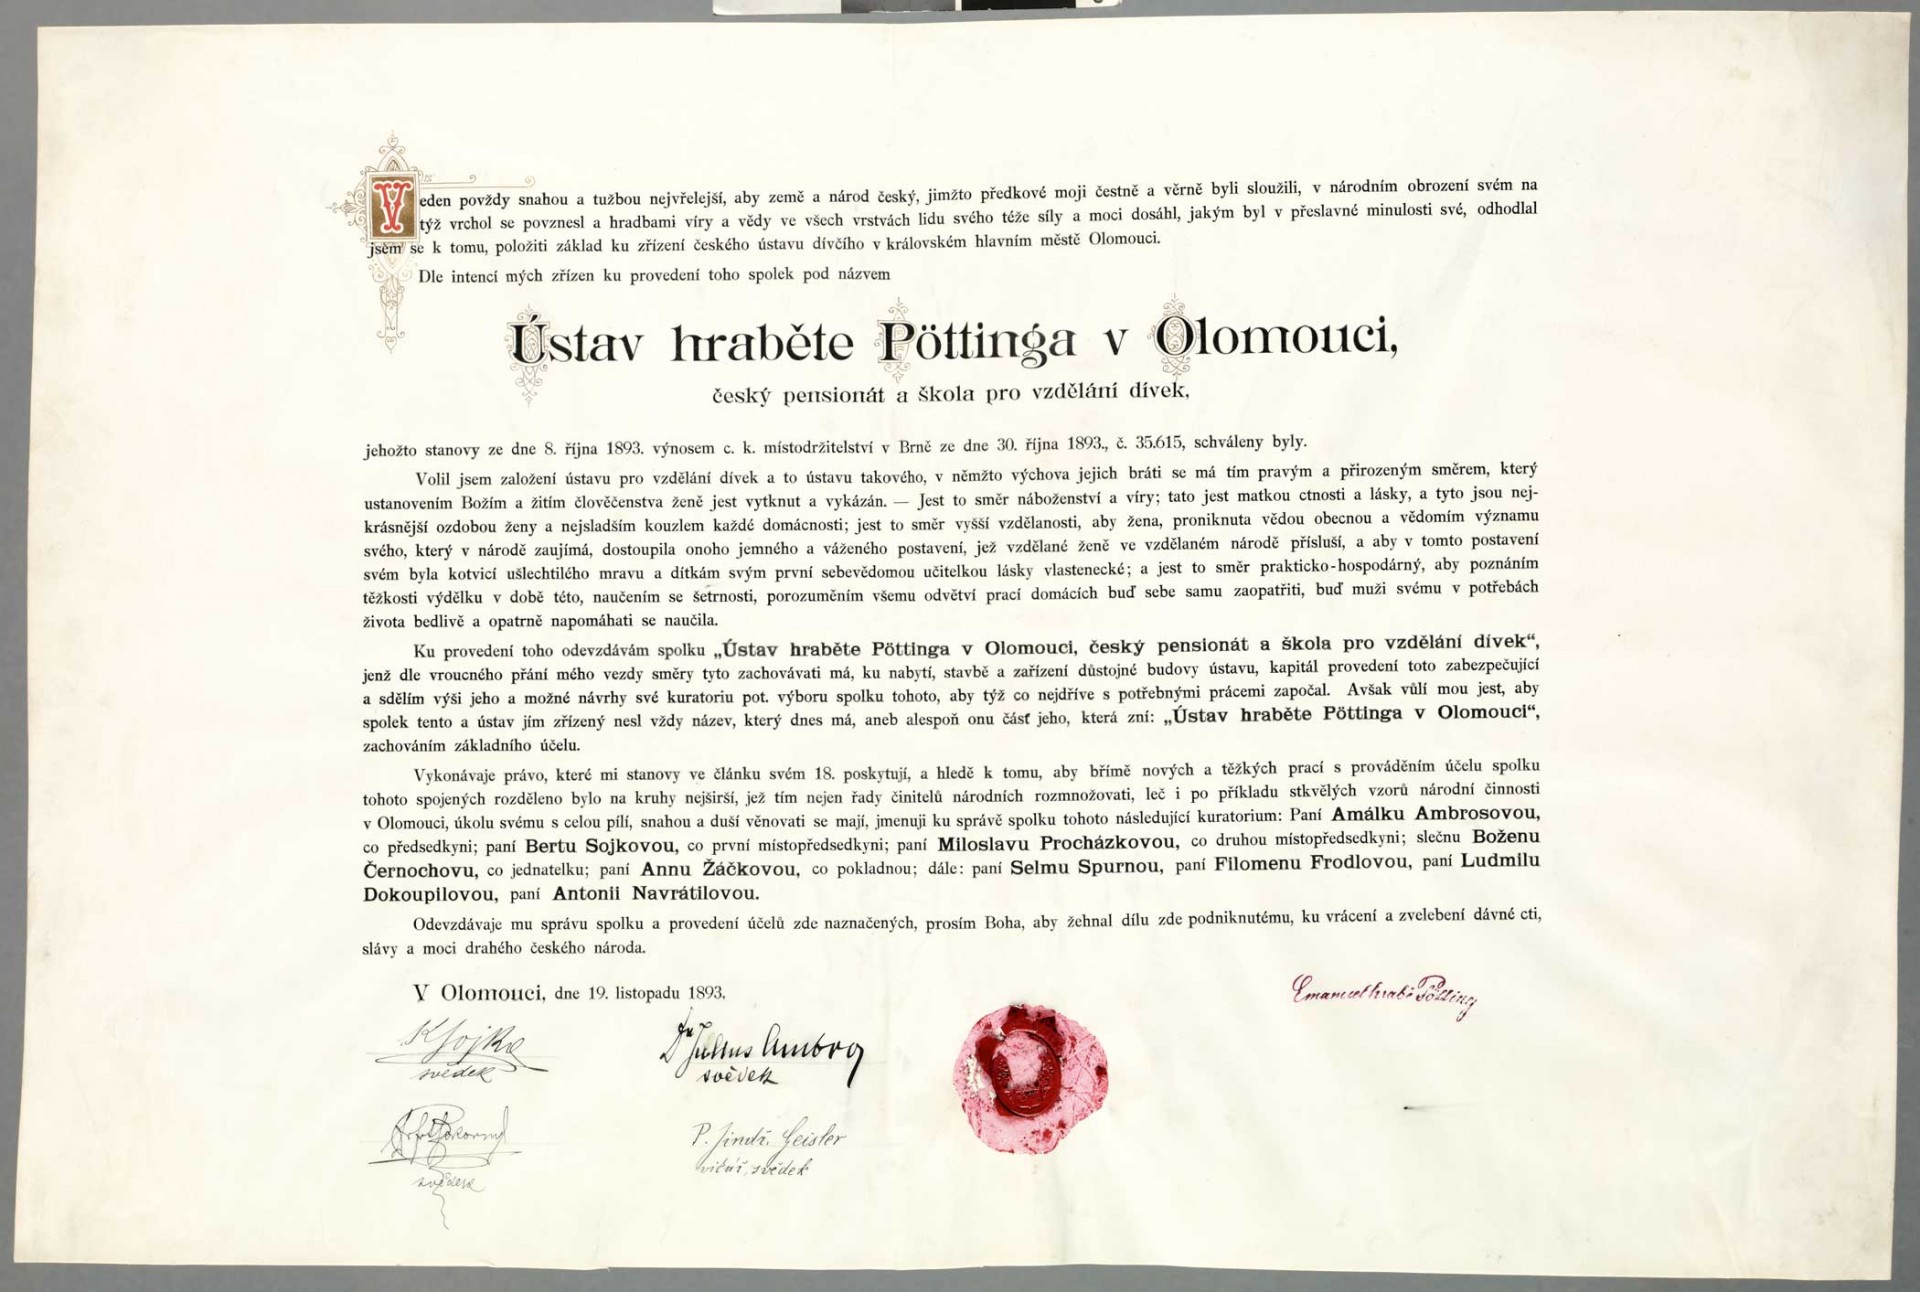 Veden povždy snahou a tužbou nejvřelejší, aby země a národ český, jimžto předkové moji čestně a věrně byli sloužili, v národním obrození svém na
týž vrchol se povznesl a hradbami víry a vědy ve všech vrstvách lidu svého téže síly a moci dosáhl, jakým byl v přeslavné minulosti své, odhodlal
jsem se k tomu, položiti základ ku zřízení českého ústavu dívčího v královském hlavním městě Olomouci.
Dle intencí mých zřízen ku provedení toho spolek pod názvem
Ústav hraběte Pöttinga v Olomouci,
český pensionát a škola pro vzdělání dívek,
jehožto stanovy ze dne 8. října 1893. výnosem c. k. místodržitelství v Brně ze dne 30. října 1893., č. 35.615, schváleny byly.
Volil jsem založení ústavu pro vzdělání dívek a to ústavu takového, v němžto výchova jejich bráti se má tím pravým a přirozeným směrem, který
ustanovením Božím a žitím člověčenstva ženě jest vytknut a vykázán. — Jest to směr náboženství a víry; tato jest matkou ctnosti a lásky, a tyto jsou nej-
krásnější ozdobou ženy a nejsladším kouzlem každé domácnosti; jest to směr vyšší vzdělanosti, aby žena, proniknuta vědou obecnou a vědomím významu
svého, který v národě zaujímá, dostoupila onoho jemného a váženého postavení, jež vzdělané ženě ve vzdělaném národě přísluší, a aby v tomto postavení
svém byla kotvicí ušlechtilého mravu a dítkám svým první sebevědomou učitelkou lásky vlastenecké; a jest to směr prakticko-hospodárný, aby poznáním
těžkosti výdělku v době této, naučením se šetrnosti, porozuměním všemu odvětví prací domácích buď sebe samu zaopatřiti, buď muži svému v potřebách
života bedlivě a opatrně napomáhati se naučila.
Ku provedení toho odevzdávám spolku „Ústav hraběte Pöttinga v Olomouci, český pensionát a škola pro vzdělání dívek“,
jenž dle vroucného přání mého vezdy směry tyto zachovávati má, ku nabytí, stavbě a zařízení důstojné budovy ústavu, kapitál provedení toto zabezpečující
a sdělím výši jeho a možné návrhy své kuratoriu pot. výboru spolku tohoto, aby týž co nejdříve s potřebnými prácemi započal. Avšak vůlí mou jest, aby
spolek tento a ústav jím zřízený nesl vždy název, který dnes má, aneb alespoň onu část jeho, která zní: „Ústav hraběte Pöttinga v Olomouci“,
zachováním základního účelu.
Vykonávaje právo, které mi stanovy ve článku svém 18. poskytují, a hledě k tomu, aby břímě nových a těžkých prací s prováděním účelu spolku
tohoto spojených rozděleno bylo na kruhy nejširší, jež tím nejen řady činitelů národních rozmnožovati, leč i po příkladu stkvělých vzorů národní činnosti
v Olomouci, úkolu svému s celou pílí, snahou a duší věnovati se mají, jmenuji ku správě spolku tohoto následující kuratorium: Paní Amálku Ambrosovou,
co předsedkyni; paní Bertu Sojkovou, co první místopředsedkyni; paní Miloslavu Procházkovou, co druhou místopředsedkyni; slečnu Boženu
Černochovu, co jednatelku; paní Annu Žáčkovou, co pokladnou; dále: paní Selmu Spurnou, paní Filomenu Frodlovou, paní Ludmilu
Dokoupilovou, paní Antonii Navrátilovou.
Odevzdávaje mu správu spolku a provedení účelů zde naznačených, prosím Boha, aby žehnal dílu zde podniknutému, ku vrácení a zvelebení dávné cti,
slávy a moci drahého českého národa.
V Olomouci, dne 19. listopadu 1893.
Emanuel hrabě Pötting
K Sojka
svědek
Dr Julius Ambros
svědek
Pokorný
svědek
P. Jindř. Geisler
vikář, svědek